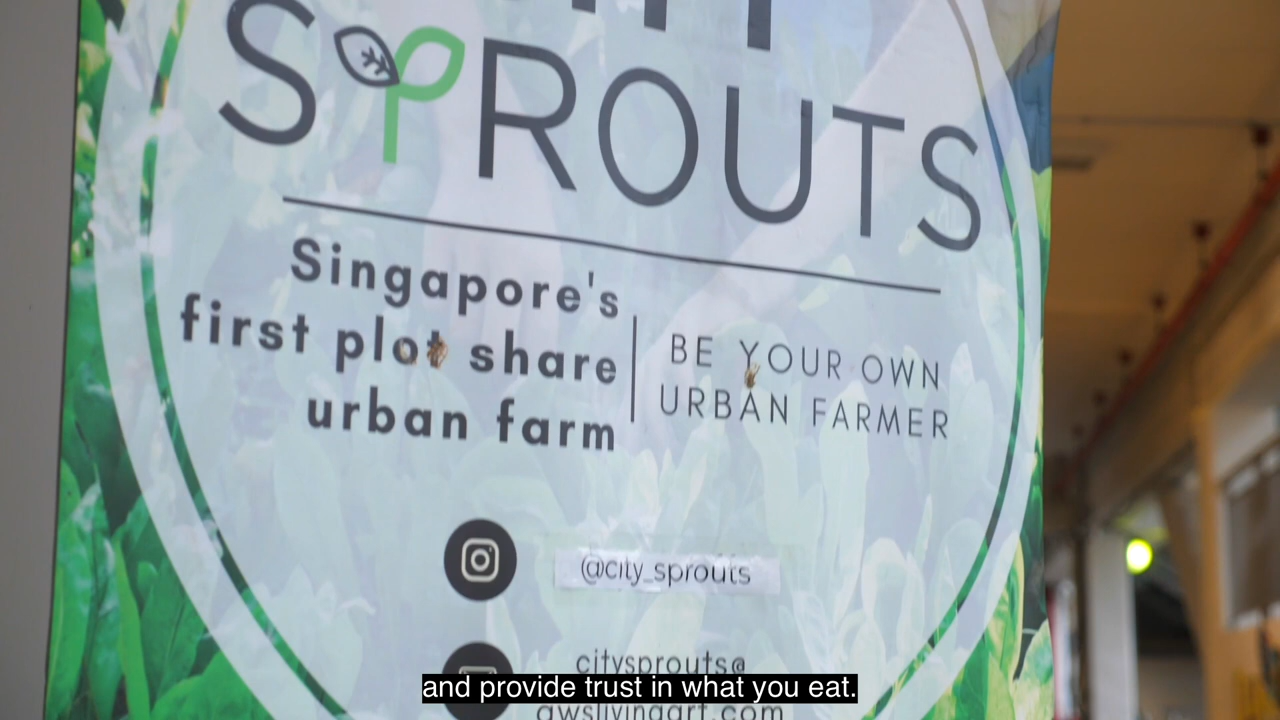 SPROUTS
Singapore's
first plot share
urban farm
BE YOUR OWN
URBAN FARMER
@city_sprouts
citysprouts@
awslivingart.com
and provide trust in what you eat.